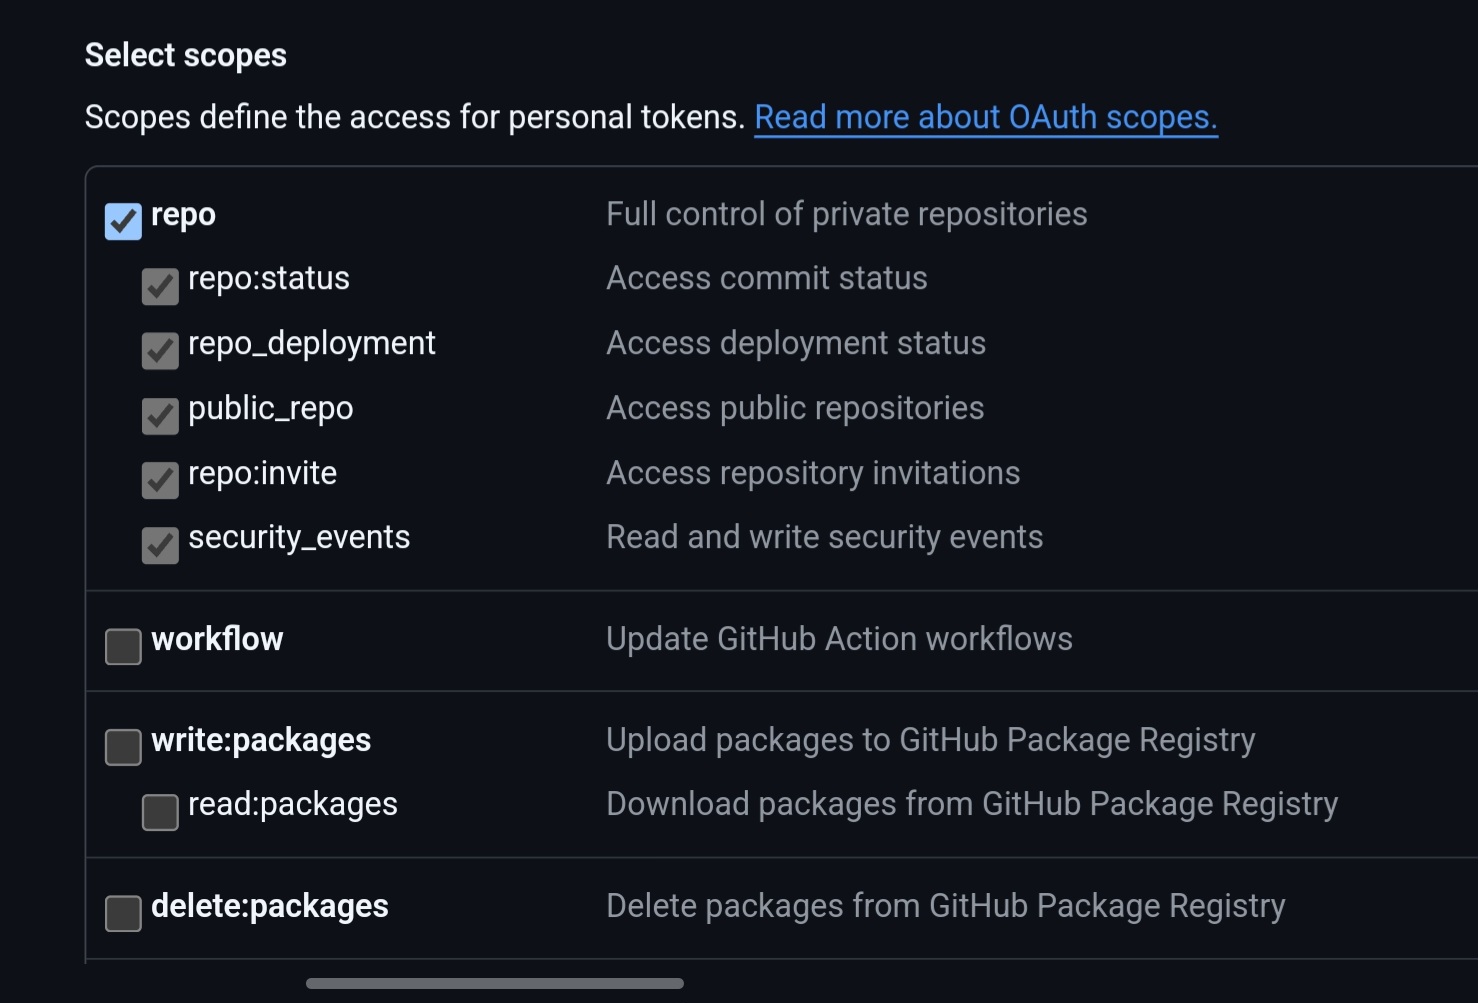 Select scopes
Scopes define the access for personal tokens. Read more about OAuth scopes.
repo Full control of private repositories
repo:status Access commit status
repo_deployment Access deployment status
public_repo Access public repositories
repo:invite Access repository invitations
security_events Read and write security events
workflow Update GitHub Action workflows
write:packages Upload packages to GitHub Package Registry
read:packages Download packages from GitHub Package Registry
delete:packages Delete packages from GitHub Package Registry